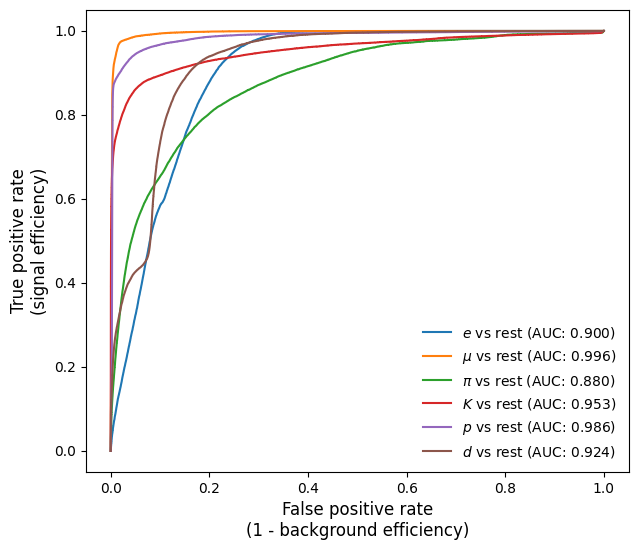 1.0
0.8
0.6
0.4
0.2
0.0
True positive rate
(signal efficiency)
e vs rest (AUC: 0.900)
μ vs rest (AUC: 0.996)
π vs rest (AUC: 0.880)
K vs rest (AUC: 0.953)
p vs rest (AUC: 0.986)
d vs rest (AUC: 0.924)
0.0 0.2 0.4 0.6 0.8 1.0
False positive rate
(1 - background efficiency)